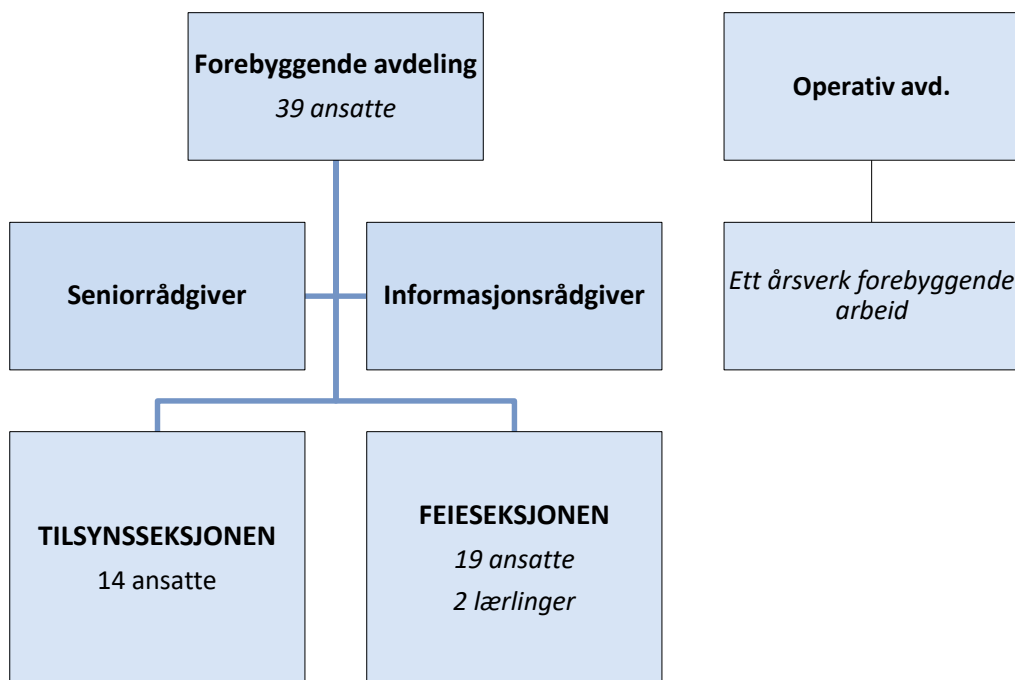 Forebyggende avdeling
39 ansatte
Operativ avd.
Seniorrådgiver
Informasjonsrådgiver
Ett årsverk forebyggende
arbeid
TILSYNSSEKSJONEN
14 ansatte
FEIESEKSJONEN
19 ansatte
2 lærlinger